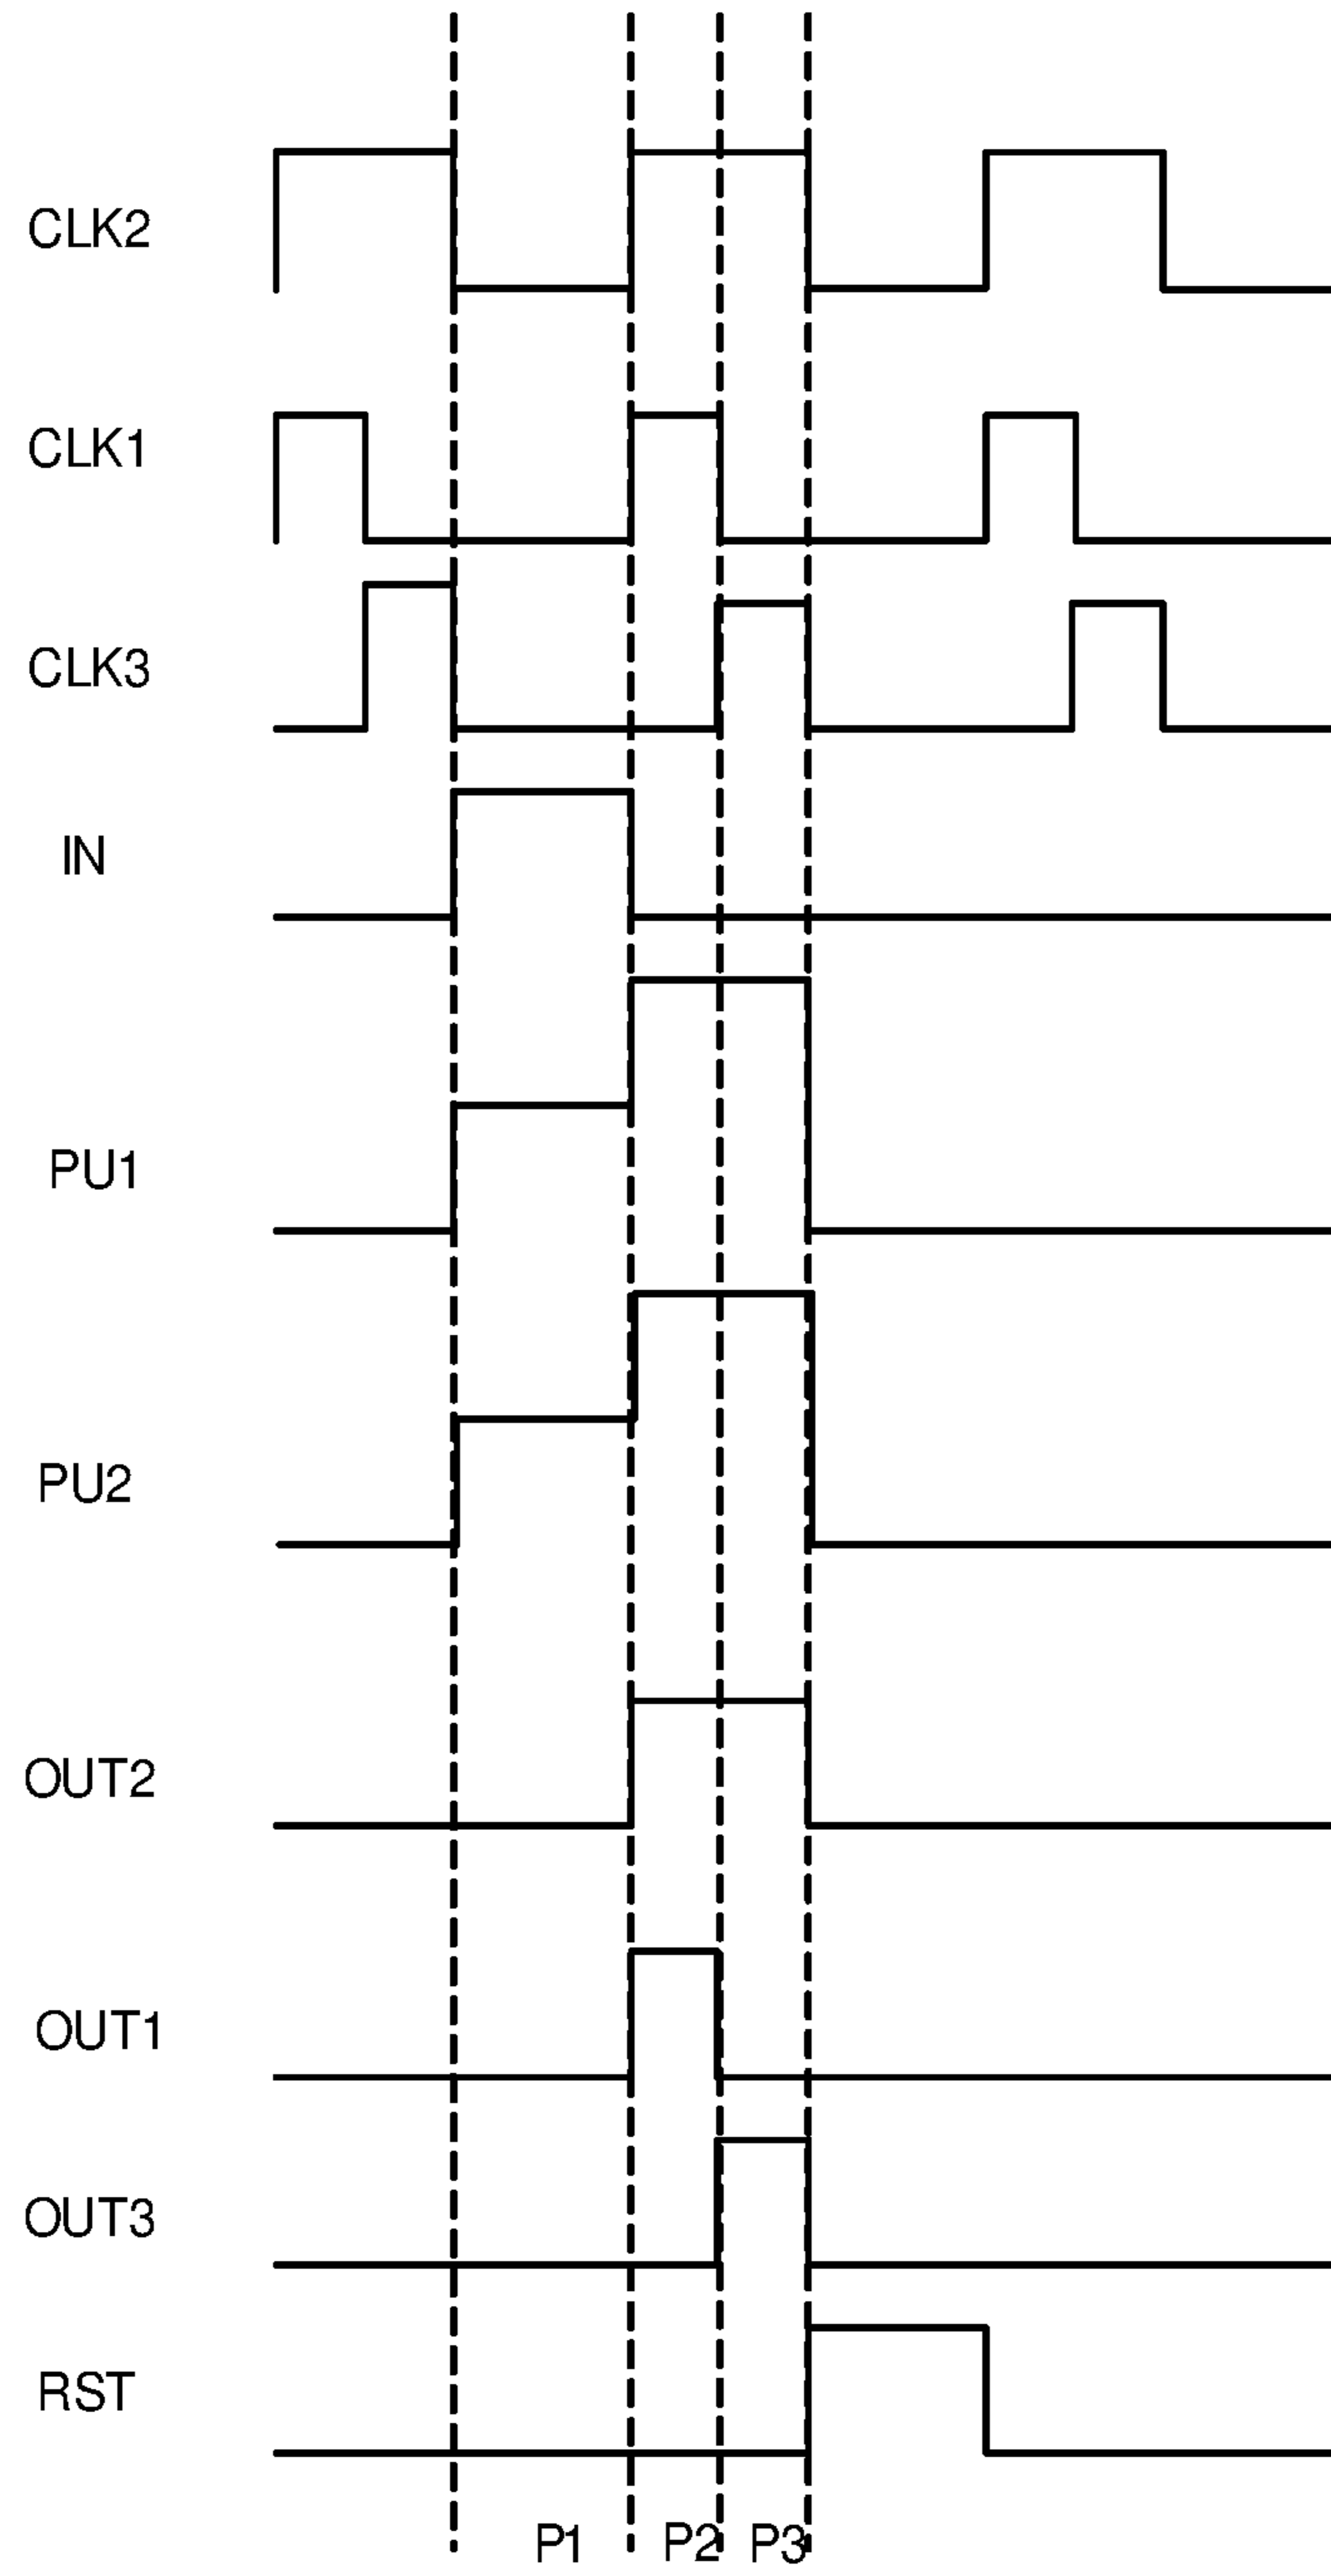 CLK2
CLK1
CLK3
IN
PU1
PU2
OUT2
OUT1
OUT3
RST
P1 P2 P3